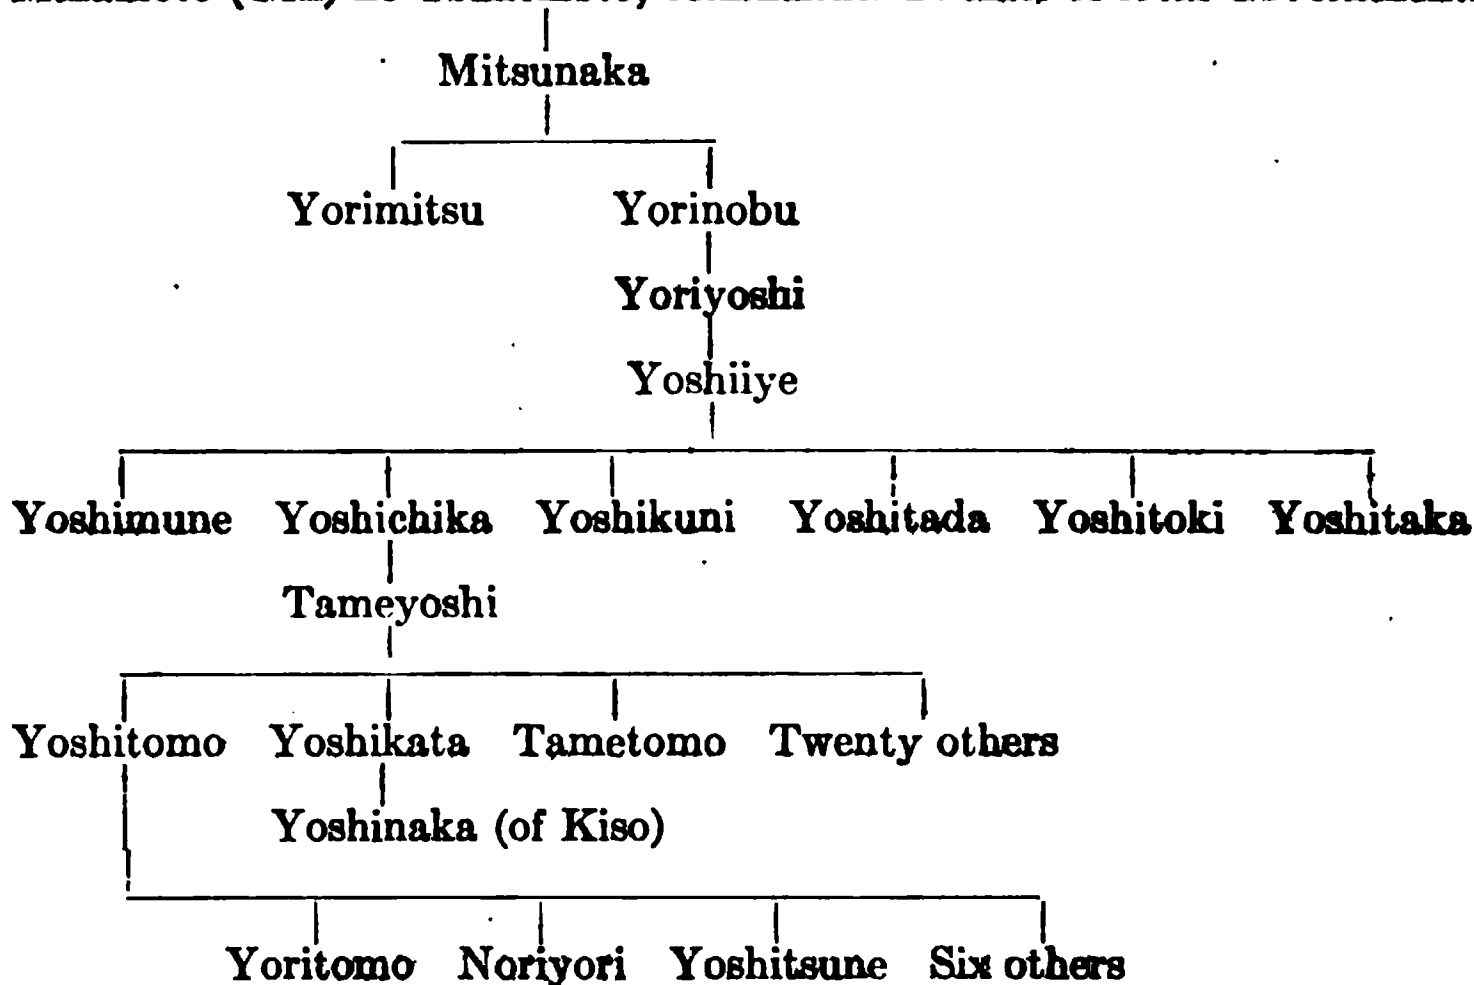 Mitsunaka
Yorimitsu Yorinobu
Yoriyoshi
Yoshiiye
Yoshimune Yoshichika Yoshikuni Yoshitada Yoshitoki Yoshitaka
Tameyoshi
Yoshitomo Yoshikata Tametomo Twenty others
Yoshinaka (of Kiso)
Yoritomo Noriyori Yoshitsune Six others